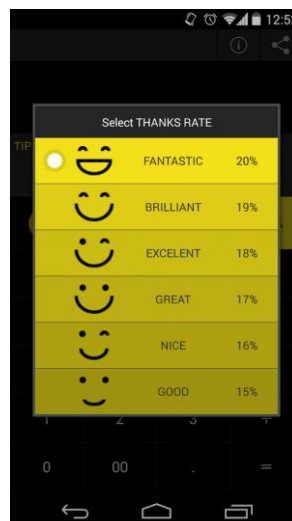 12:52
Select THANKS RATE
TIP
FANTASTIC 20%
BRILLIANT 19%
EXCELENT 18%
GREAT 17%
NICE 16%
GOOD 15%
1 2 3 +
0 00 . =